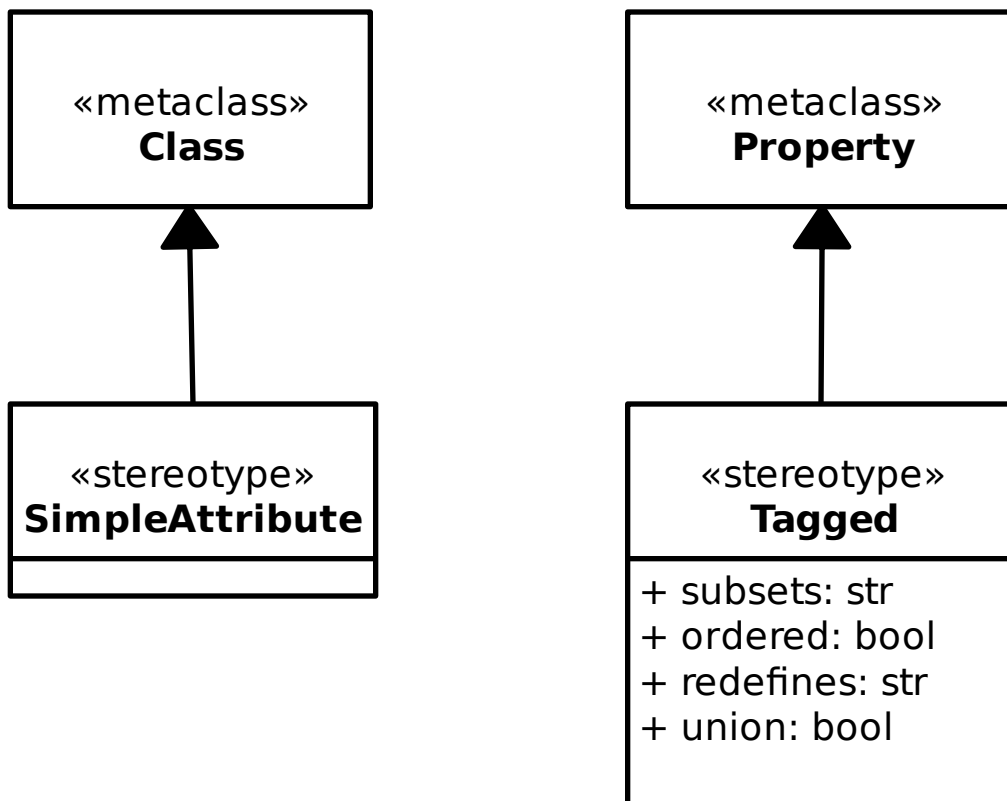 «metaclass»
Class
«metaclass»
Property
«stereotype»
SimpleAttribute
«stereotype»
Tagged
+ subsets: str
+ ordered: bool
+ redefines: str
+ union: bool